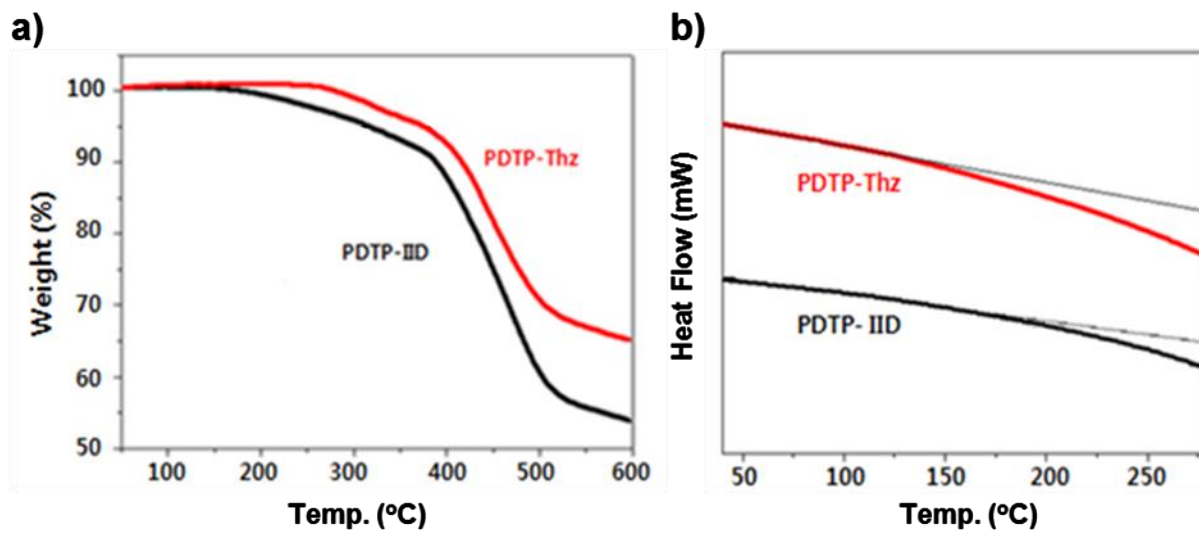 a)
Weight (%)
100
90
80
70
60
50
PDTP-Thz
PDTP-IID
100
200
300
400
500
600
Temp. (°C)
b)
Heat Flow (mW)
PDTP-Thz
PDTP- IID
50
100
150
200
250
Temp. (°C)